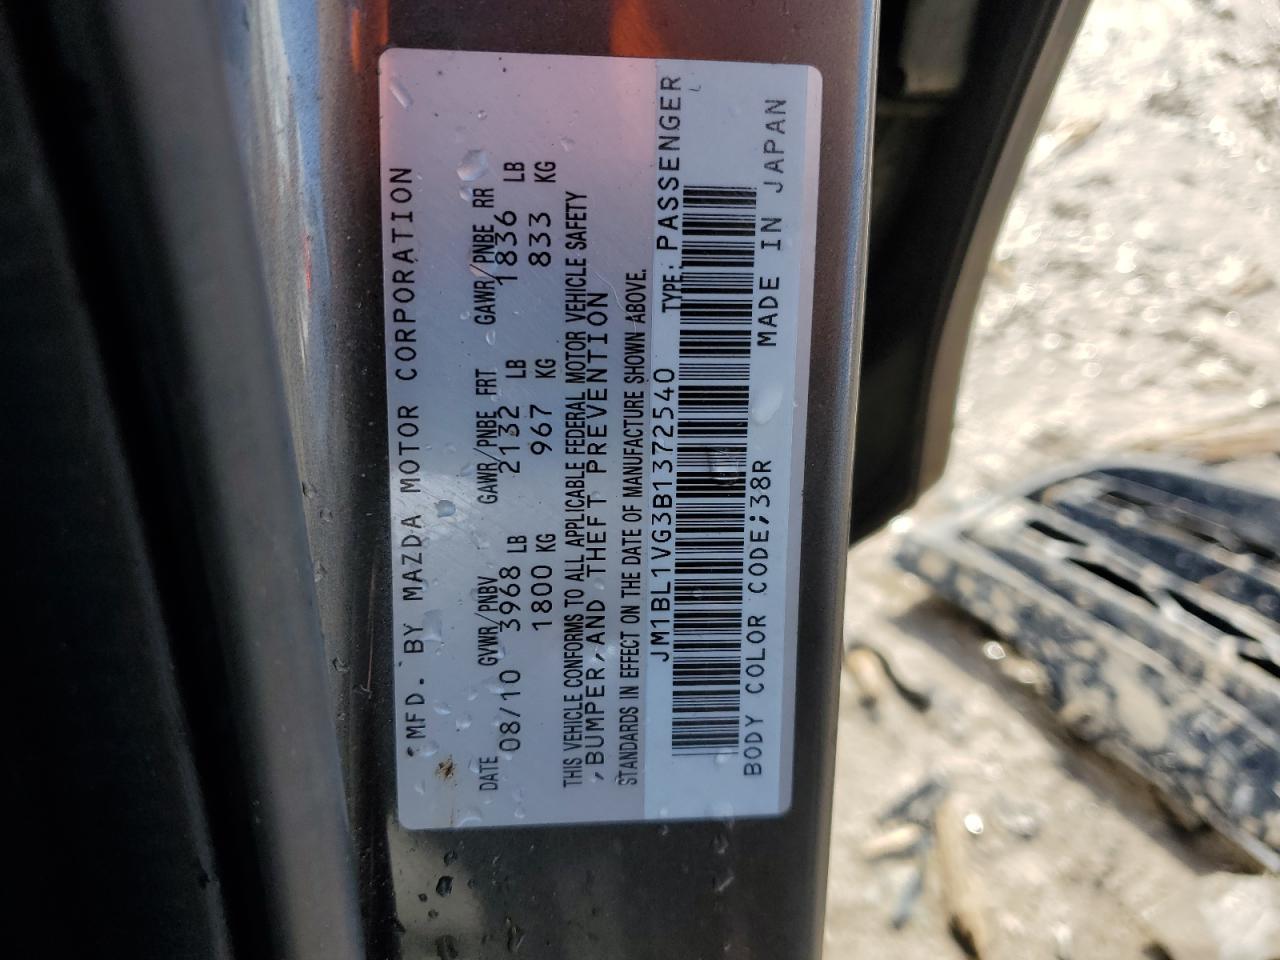 *MFD. BY MAZDA MOTOR CORPORATION
DATE GVWR/PNBV GAWR/PNBE FRT GAWR/PNBE RR
08/10 3968 LB 2132 LB 1836 LB
1800 KG 967 KG 833 KG
THIS VEHICLE CONFORMS TO ALL APPLICABLE FEDERAL MOTOR VEHICLE SAFETY
,BUMPER,AND THEFT PREVENTION
STANDARDS IN EFFECT ON THE DATE OF MANUFACTURE SHOWN ABOVE.
JM1BL1VG3B1372540 TYPE: PASSENGER
BODY COLOR CODE;38R MADE IN JAPAN